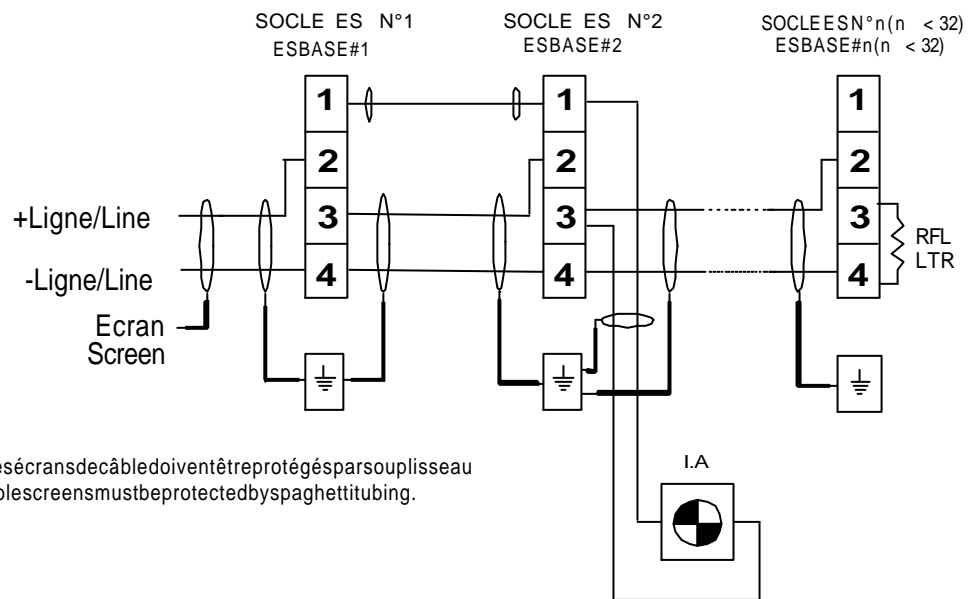 SOCLE ES N°1
ESBASE#1
SOCLE ES N°2
ESBASE#2
SOCLEESN°n(n < 32)
ESBASE#n(n < 32)
1
2
3
4
1
2
3
4
1
2
3
4
+Ligne/Line
-Ligne/Line
Ecran
Screen
RFL
LTR
esécransdecâbledoiventêtreprotégésparsouplisseau
blescreensmustbeprotectedbyspaghettitubing.
I.A